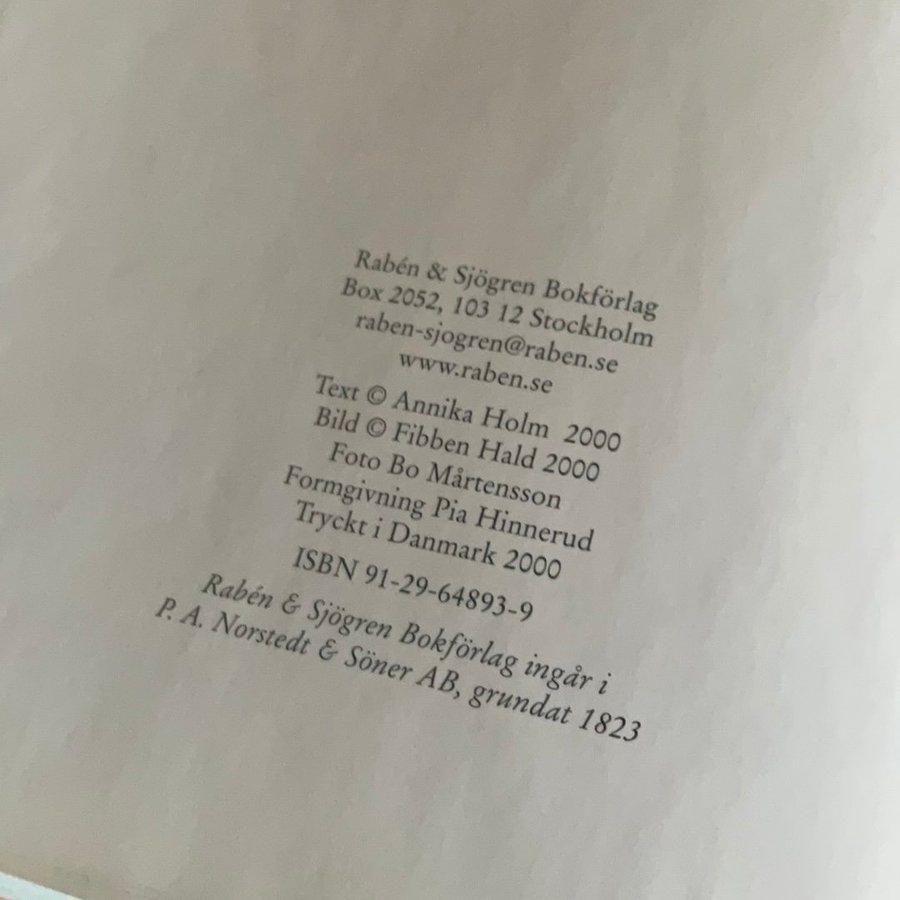 Rabén & Sjögren Bokförlag
Box 2052, 103 12 Stockholm
raben-sjogren@raben.se
www.raben.se
Text © Annika Holm 2000
Bild © Fibben Hald 2000
Foto Bo Mårtensson
Formgivning Pia Hinnerud
Tryckt i Danmark 2000
ISBN 91-29-64893-9
Rabén & Sjögren Bokförlag ingår i
P. A. Norstedt & Söner AB, grundat 1823